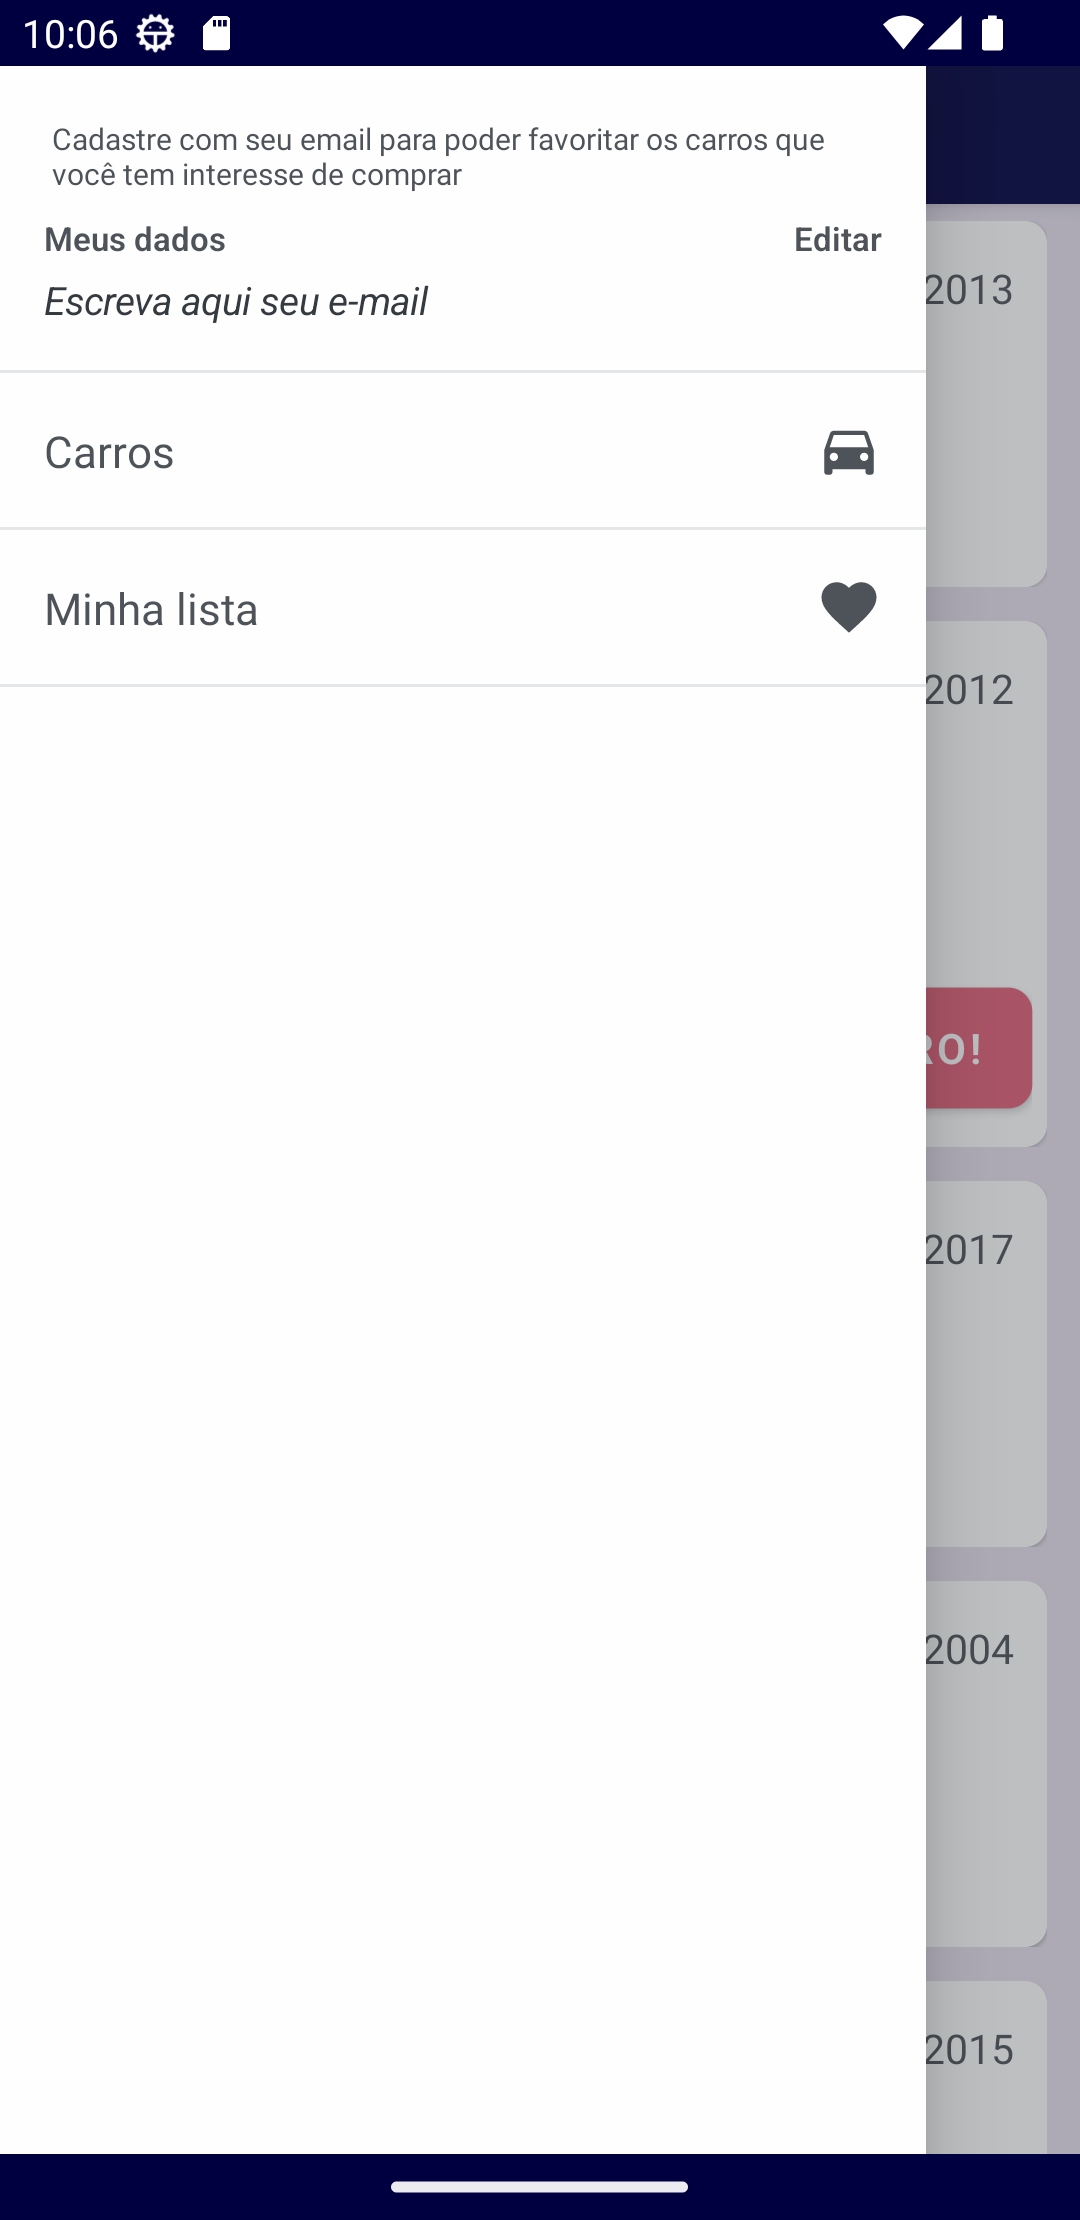 10:06
Cadastre com seu email para poder favoritar os carros que
você tem interesse de comprar
Meus dados
Editar
Escreva aqui seu e-mail
Carros
Minha lista
2013
2012
RO!
2017
2004
2015